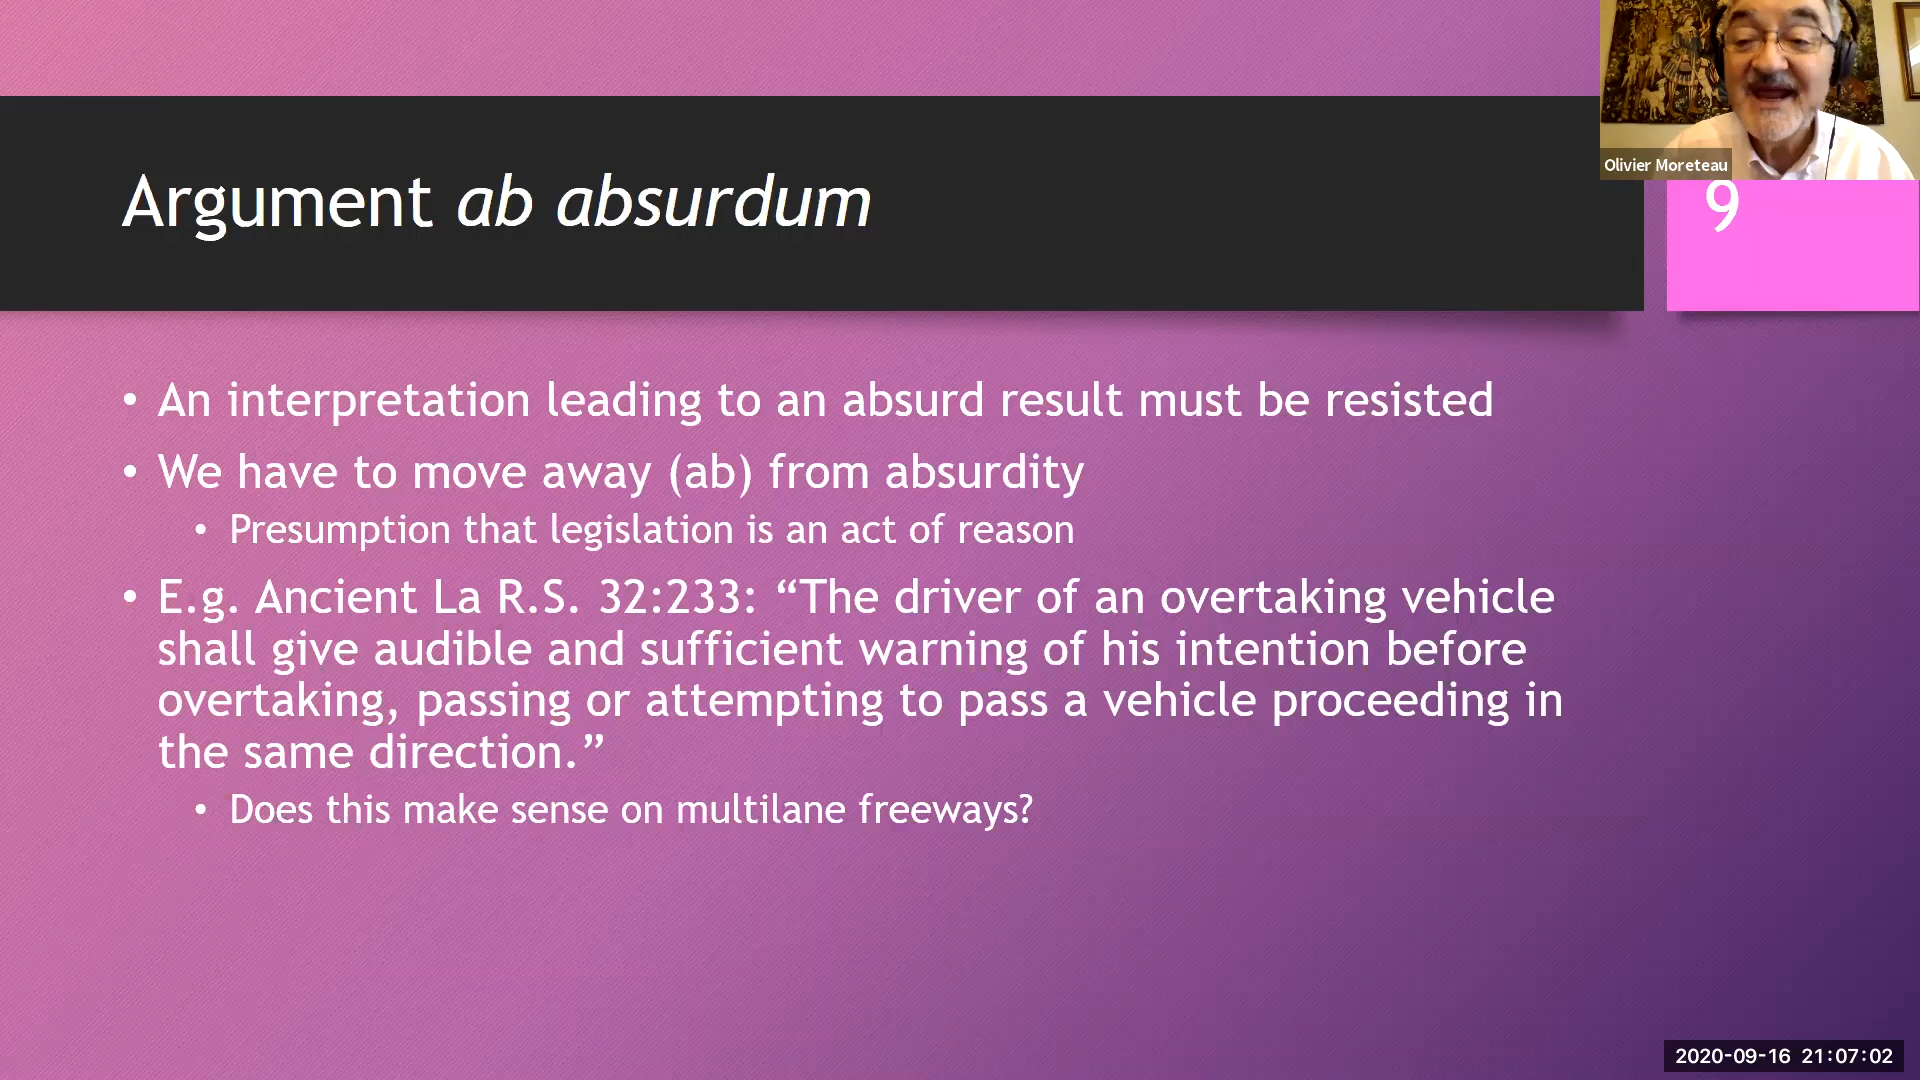 Olivier Moreteau
Argument ab absurdum
9
• An interpretation leading to an absurd result must be resisted
• We have to move away (ab) from absurdity
• Presumption that legislation is an act of reason
• E.g. Ancient La R.S. 32:233: “The driver of an overtaking vehicle
shall give audible and sufficient warning of his intention before
overtaking, passing or attempting to pass a vehicle proceeding in
the same direction.”
• Does this make sense on multilane freeways?
2020-09-16 21:07:02